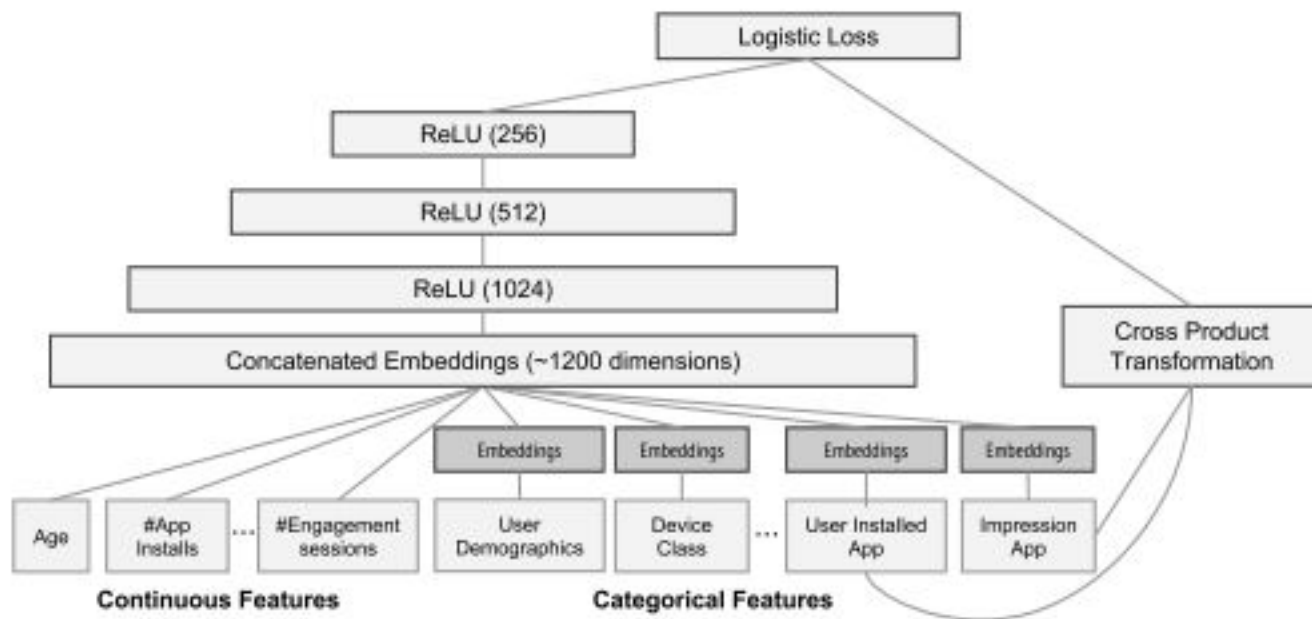 Logistic Loss
ReLU (256)
ReLU (512)
ReLU (1024)
Concatenated Embeddings (~1200 dimensions)
Cross Product
Transformation
Embeddings
Embeddings
Embeddings
Embeddings
Age
#App
Installs
...
#Engagement
sessions
User
Demographics
Device
Class
...
User Installed
App
Impression
App
Continuous Features
Categorical Features